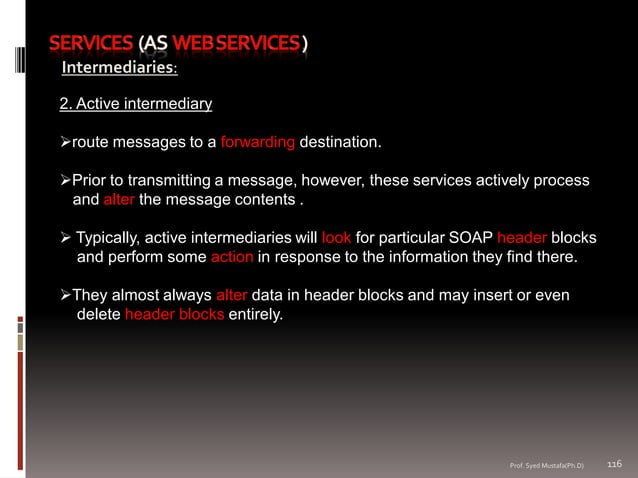 SERVICES (AS WEBSERVICES)
Intermediaries:
2. Active intermediary
➢route messages to a forwarding destination.
➢Prior to transmitting a message, however, these services actively process
and alter the message contents .
➢ Typically, active intermediaries will look for particular SOAP header blocks
and perform some action in response to the information they find there.
➢They almost always alter data in header blocks and may insert or even
delete header blocks entirely.
Prof. Syed Mustafa(Ph.D) 116